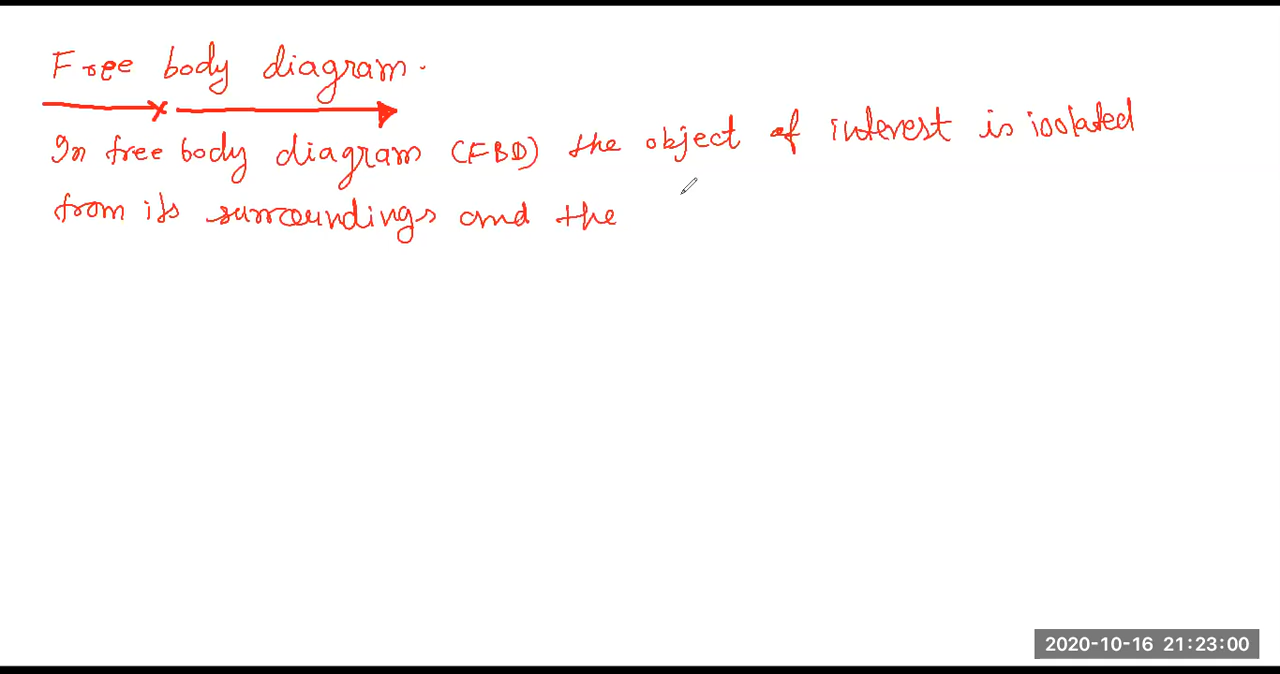 Free body diagram.
In free body diagram (FBD) the object of interest is isolated
from its surroundings and the
2020-10-16 21:23:00